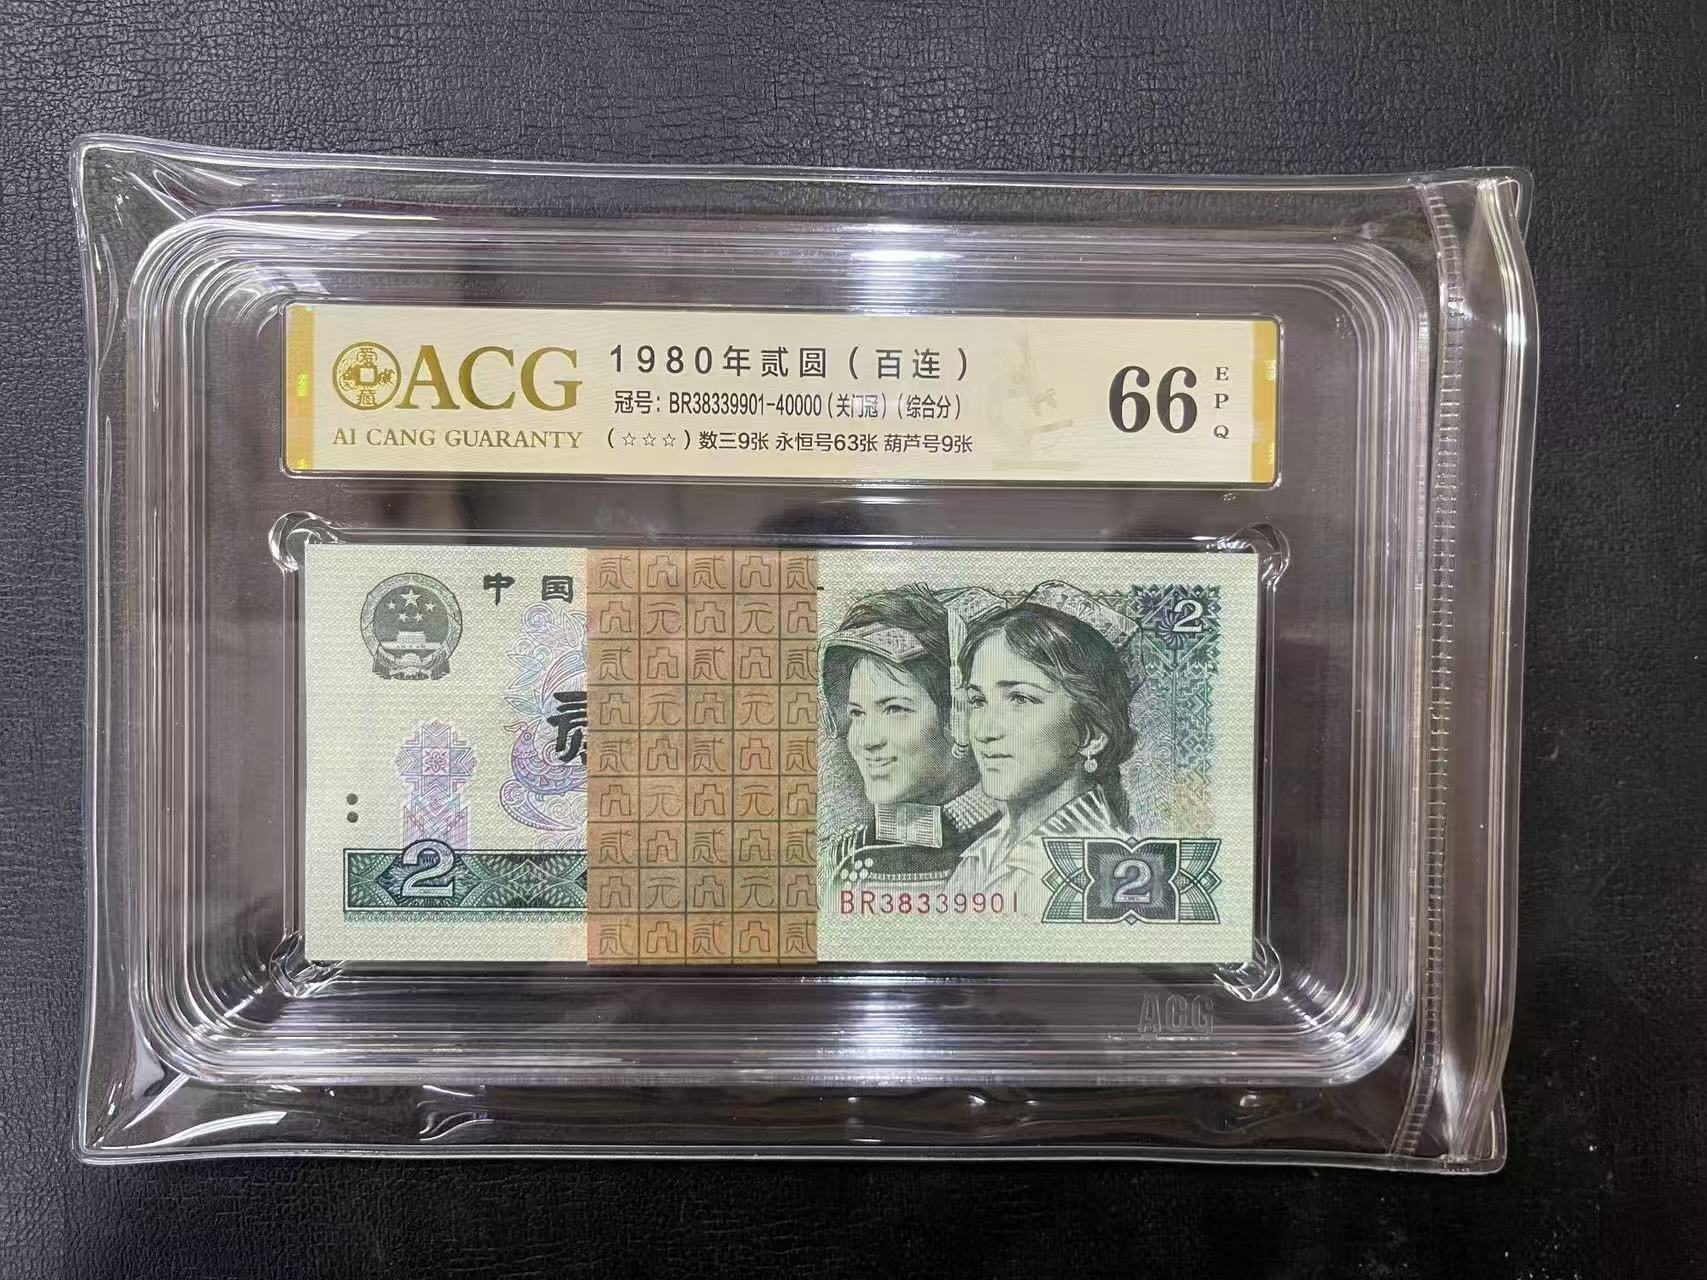 爱藏
ACG
AI CANG GUARANTY
1980年贰圆(百连)
冠号: BR38339901-40000(关门冠)(综合分)
(☆☆☆)数三9张 永恒号63张 葫芦号9张
66
EPQ
中国
2
贰
2
2
BR38339901
ACG